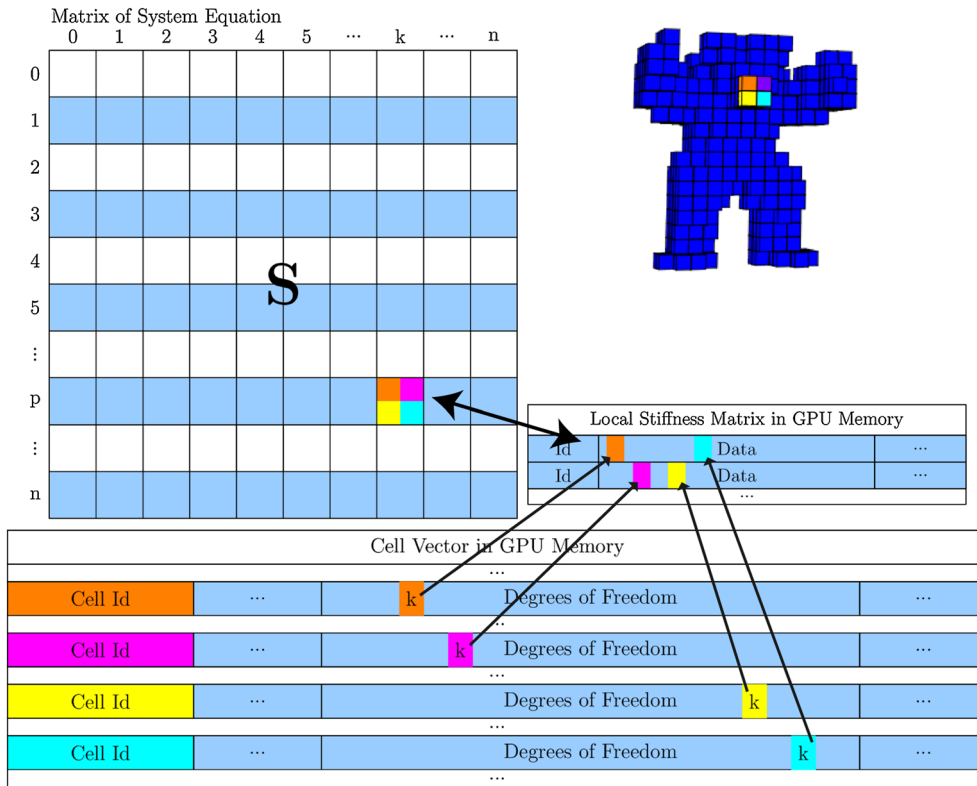 Matrix of System Equation
0 1 2 3 4 5 ... k ... n
0
1
2
3
4
S
5
⋮
p
⋮
n
Local Stiffness Matrix in GPU Memory
Id Data ...
Id Data ...
...
Cell Vector in GPU Memory
...
Cell Id ... k Degrees of Freedom ...
...
Cell Id ... k Degrees of Freedom ...
...
Cell Id ... Degrees of Freedom k ...
...
Cell Id ... Degrees of Freedom k ...
...